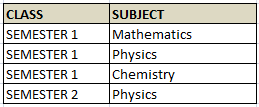 CLASS SUBJECT
SEMESTER 1 Mathematics
SEMESTER 1 Physics
SEMESTER 1 Chemistry
SEMESTER 2 Physics